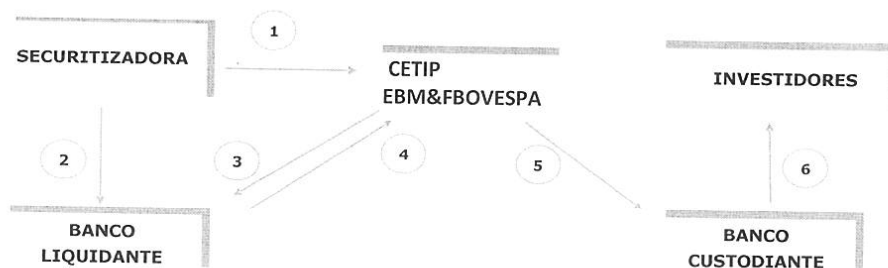 1
SECURITIZADORA
CETIP
EBM&FBOVESPA
INVESTIDORES
2
3
4
5
6
BANCO
LIQUIDANTE
BANCO
CUSTODIANTE